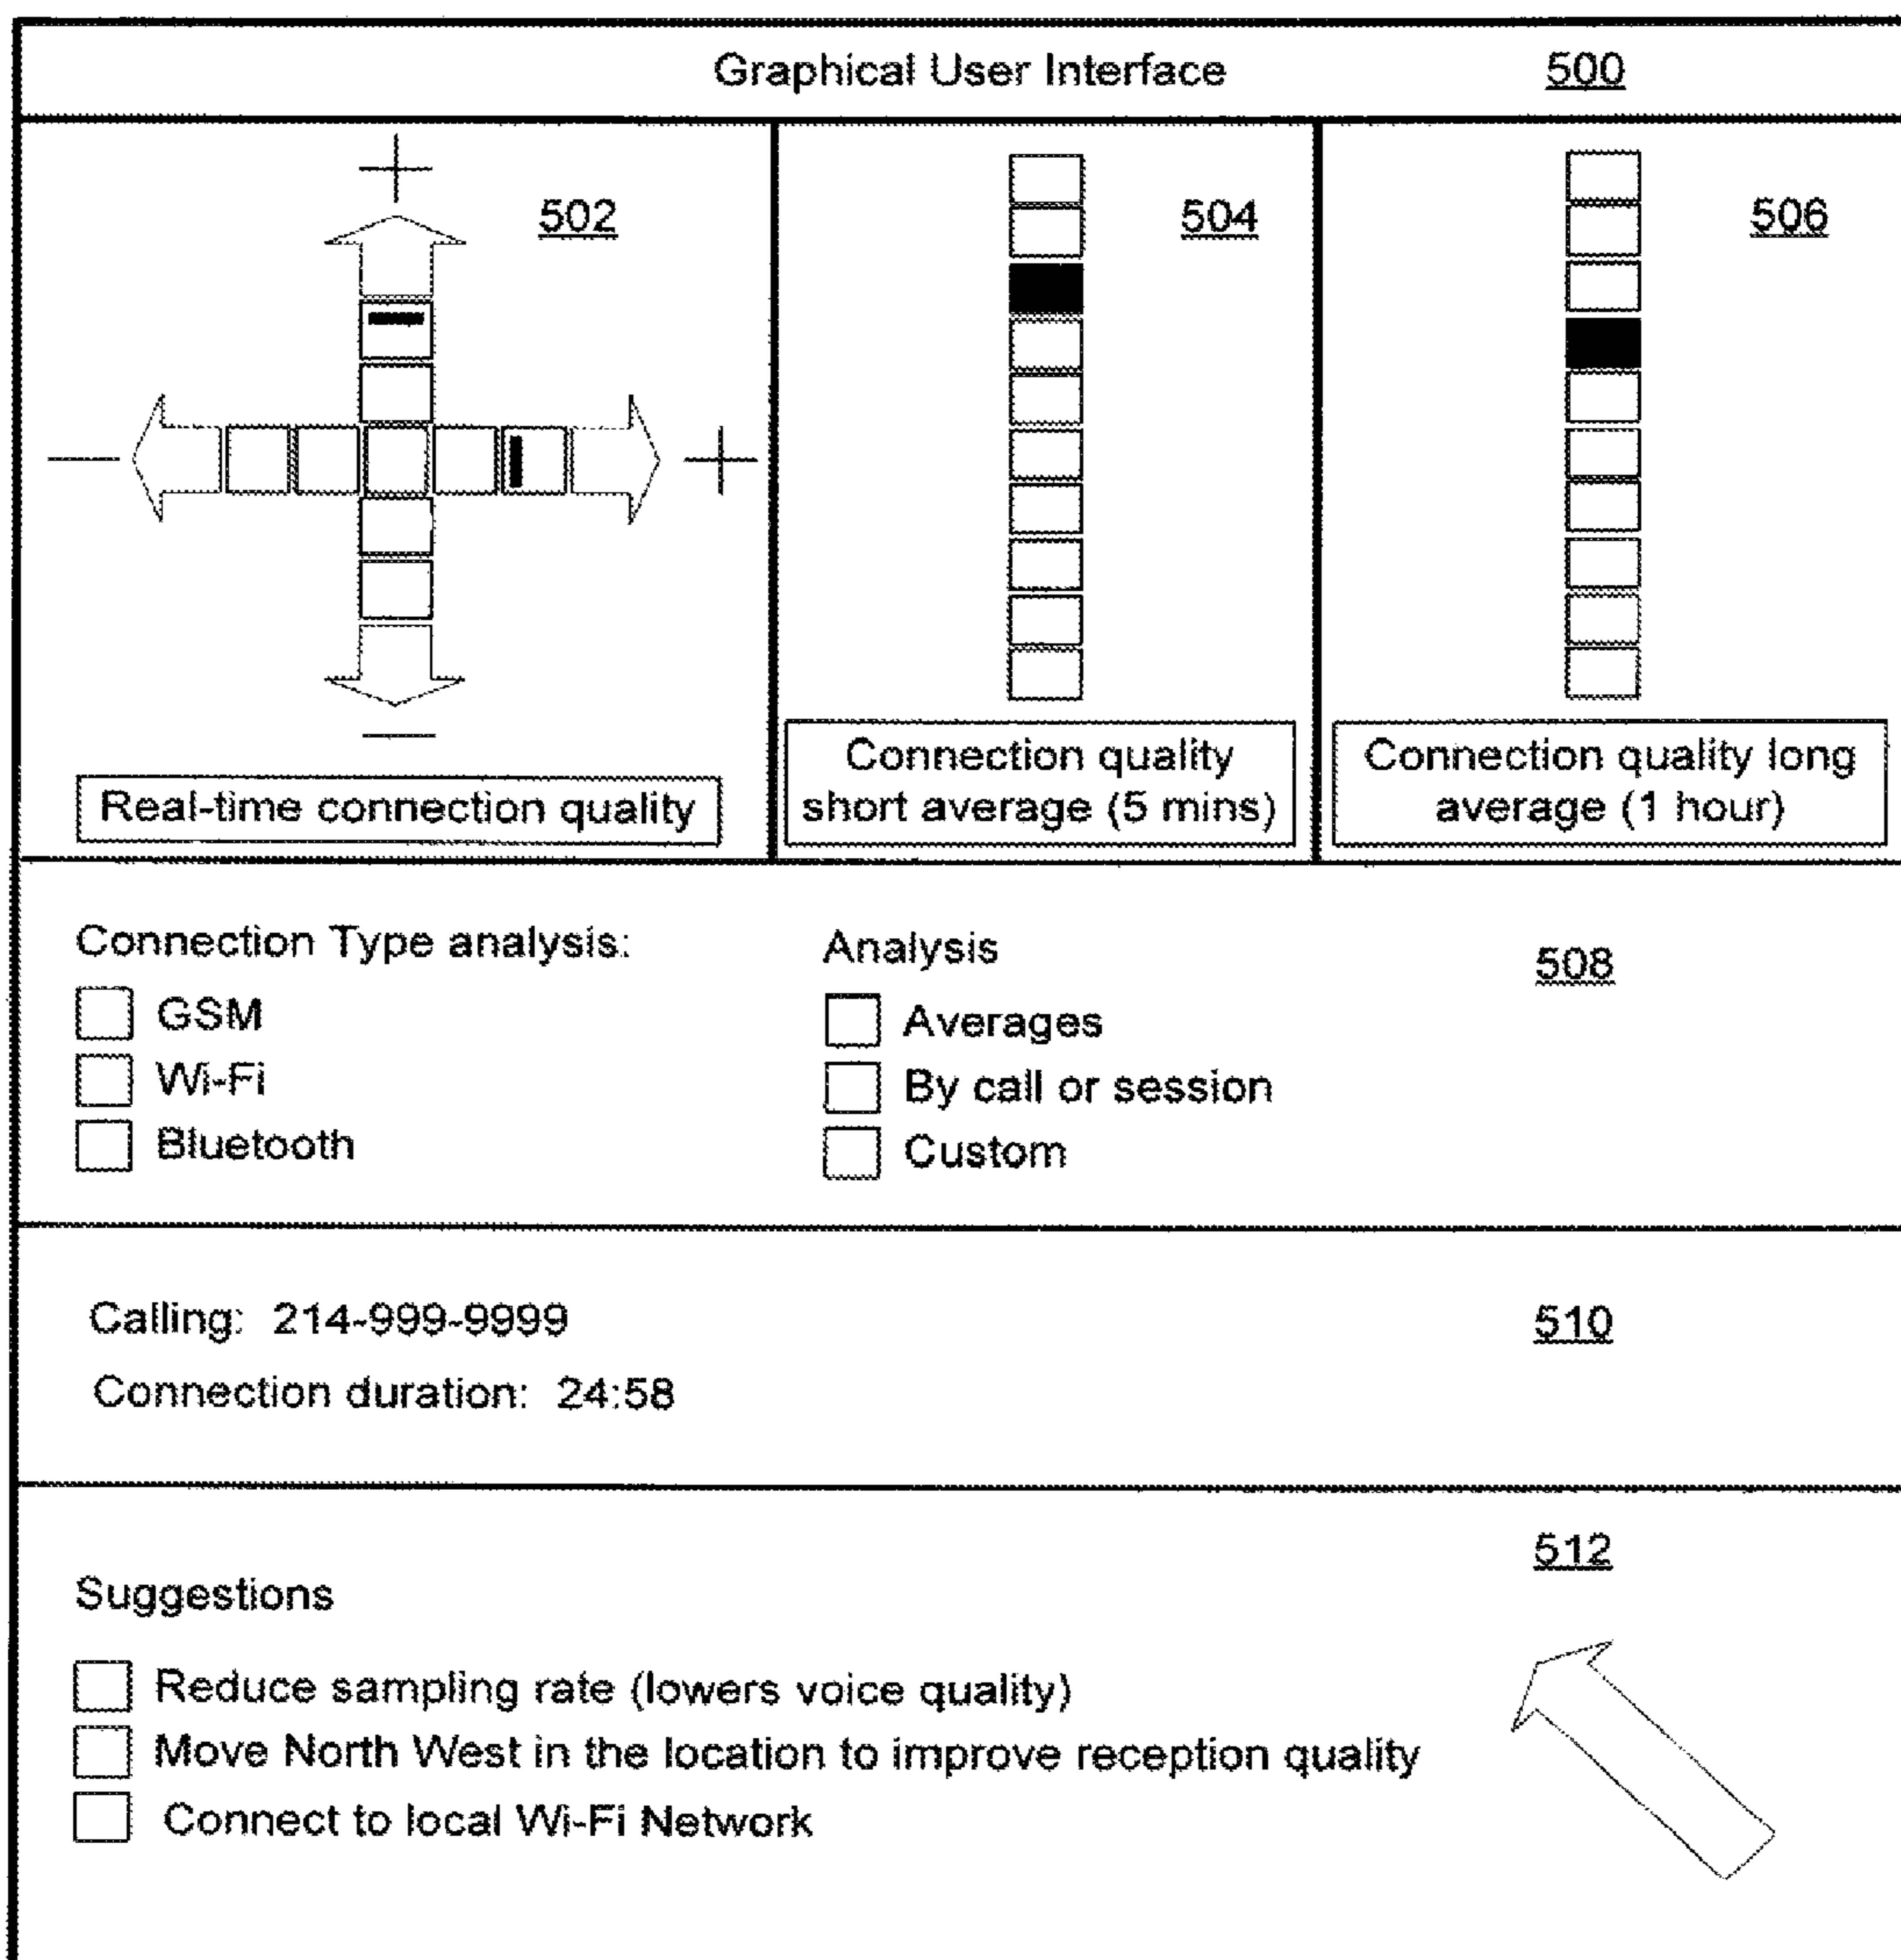 Graphical User Interface 500
+
502
504
506
— +
—
Real-time connection quality
Connection quality
short average (5 mins)
Connection quality long
average (1 hour)
Connection Type analysis:
GSM
Wi-Fi
Bluetooth
Analysis
Averages
By call or session
Custom
508
Calling: 214-999-9999
Connection duration: 24:58
510
512
Suggestions
Reduce sampling rate (lowers voice quality)
Move North West in the location to improve reception quality
Connect to local Wi-Fi Network